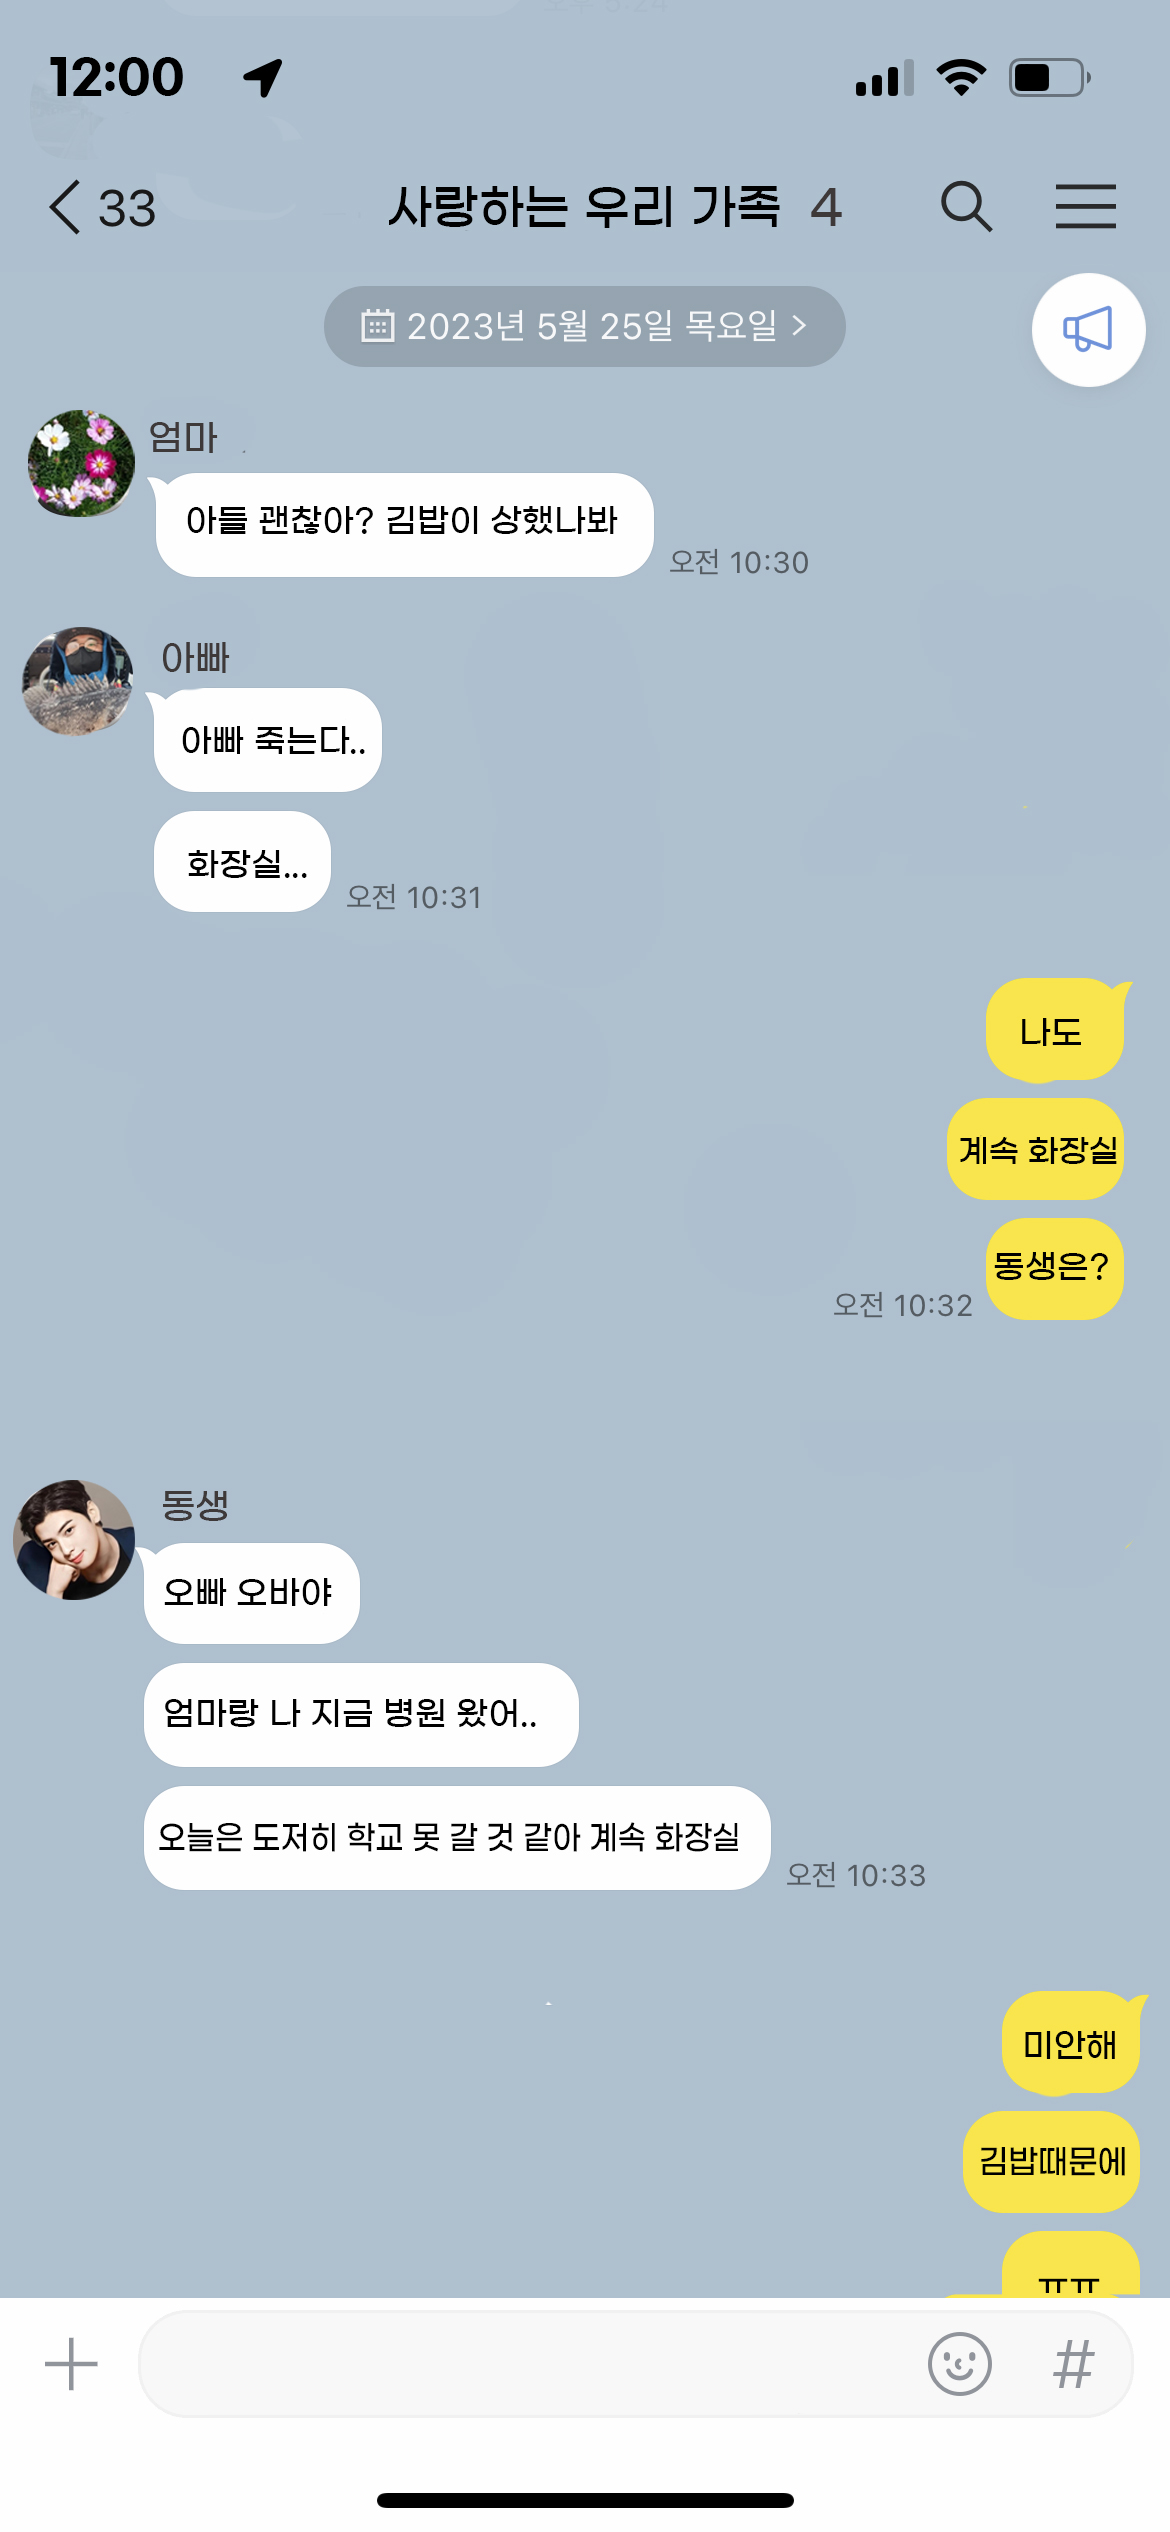 12:00
33 사랑하는 우리 가족 4
2023년 5월 25일 목요일 >
엄마
아들 괜찮아? 김밥이 상했나봐
오전 10:30
아빠
아빠 죽는다..
화장실...
오전 10:31
나도
계속 화장실
동생은?
오전 10:32
동생
오빠 오바야
엄마랑 나 지금 병원 왔어..
오늘은 도저히 학교 못 갈 것 같아 계속 화장실
오전 10:33
미안해
김밥때문에
ㅠㅠ
#